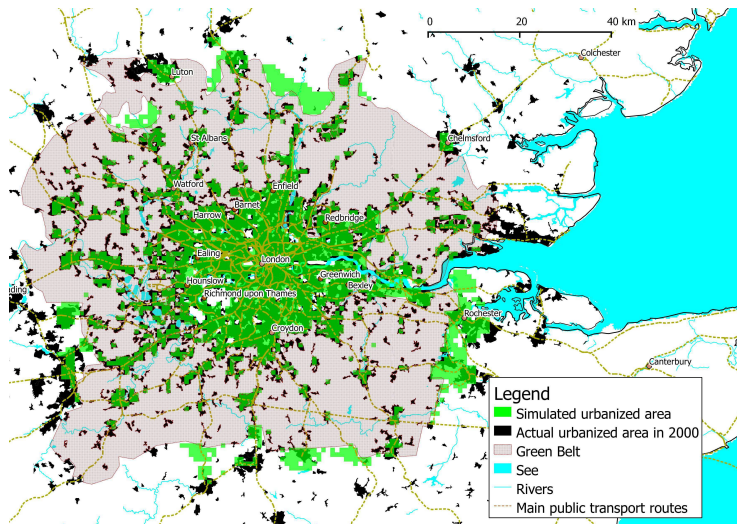 0 20 40 km
Colchester
Luton
Chelmsford
St Albans
Watford
Enfield
Barnet
Harrow
Redbridge
Ealing
London
Greenwich
Hounslow
Bexley
iding
Richmond upon Thames
Rochester
Croydon
Canterbury
Legend
Simulated urbanized area
Actual urbanized area in 2000
Green Belt
See
Rivers
Main public transport routes